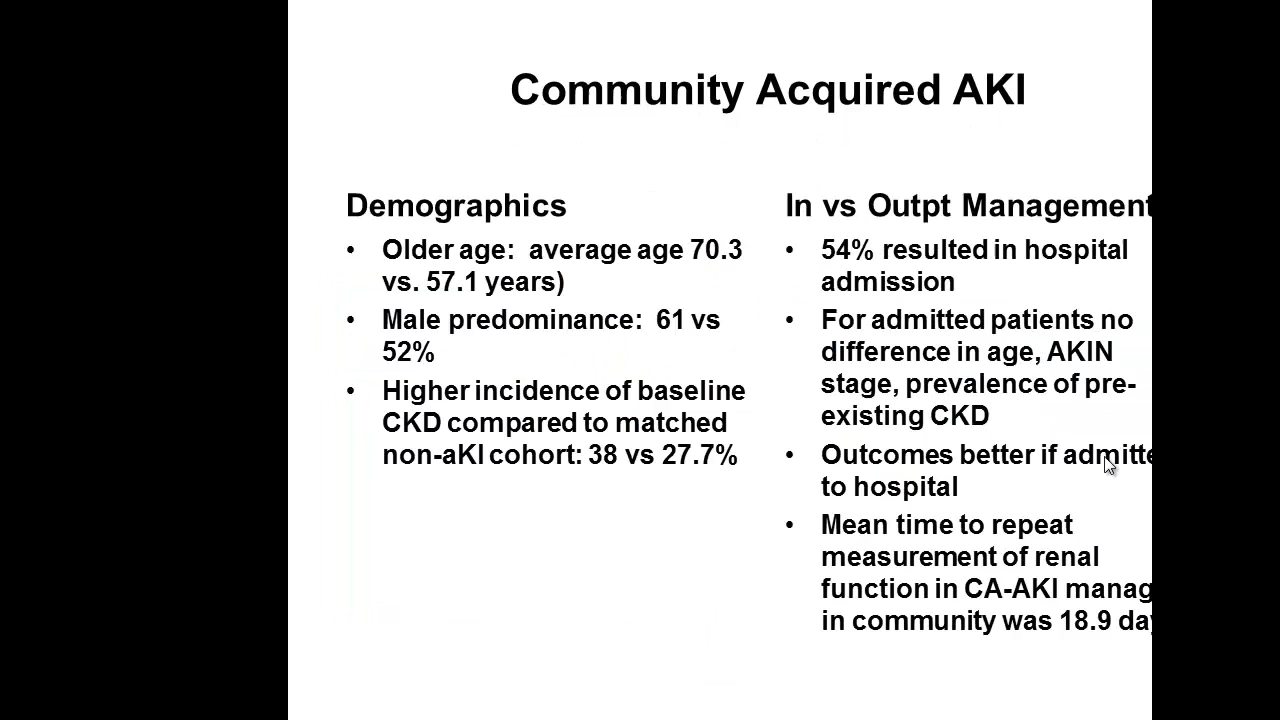 Community Acquired AKI
Demographics
• Older age: average age 70.3
vs. 57.1 years)
• Male predominance: 61 vs
52%
• Higher incidence of baseline
CKD compared to matched
non-aKI cohort: 38 vs 27.7%
In vs Outpt Management
• 54% resulted in hospital
admission
• For admitted patients no
difference in age, AKIN
stage, prevalence of pre-
existing CKD
• Outcomes better if admitte
to hospital
• Mean time to repeat
measurement of renal
function in CA-AKI manag
in community was 18.9 day